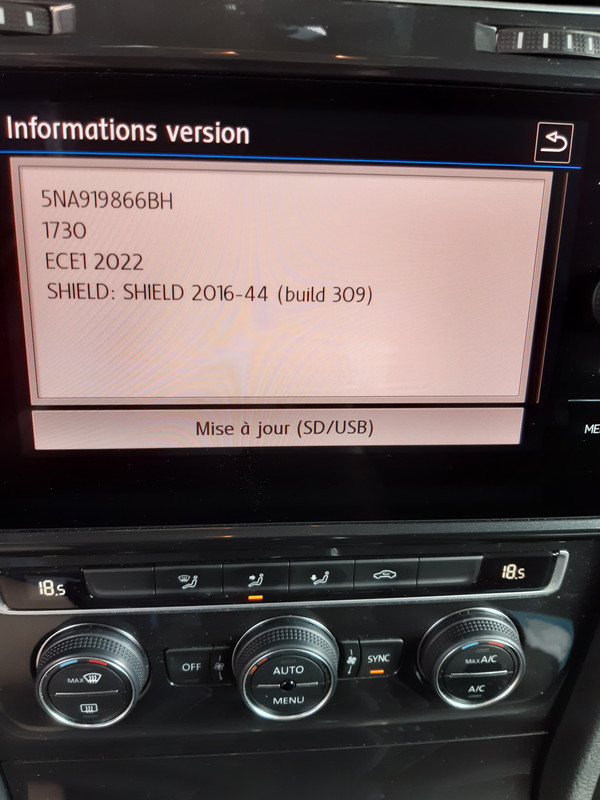 Informations version
5NA919866BH
1730
ECE1 2022
SHIELD: SHIELD 2016-44 (build 309)
Mise à jour (SD/USB)
18.5
18.5
OFF
AUTO
MENU
SYNC
MAX
MAX A/C
A/C